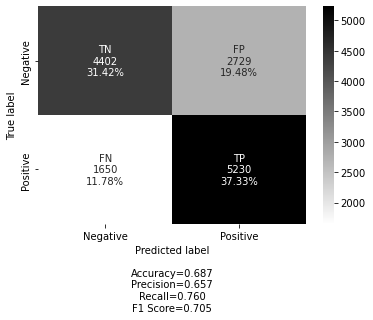 TN
4402
31.42%
FP
2729
19.48%
FN
1650
11.78%
TP
5230
37.33%
Negative
Positive
True label
Negative
Positive
Predicted label
Accuracy=0.687
Precision=0.657
Recall=0.760
F1 Score=0.705
5000
4500
4000
3500
3000
2500
2000